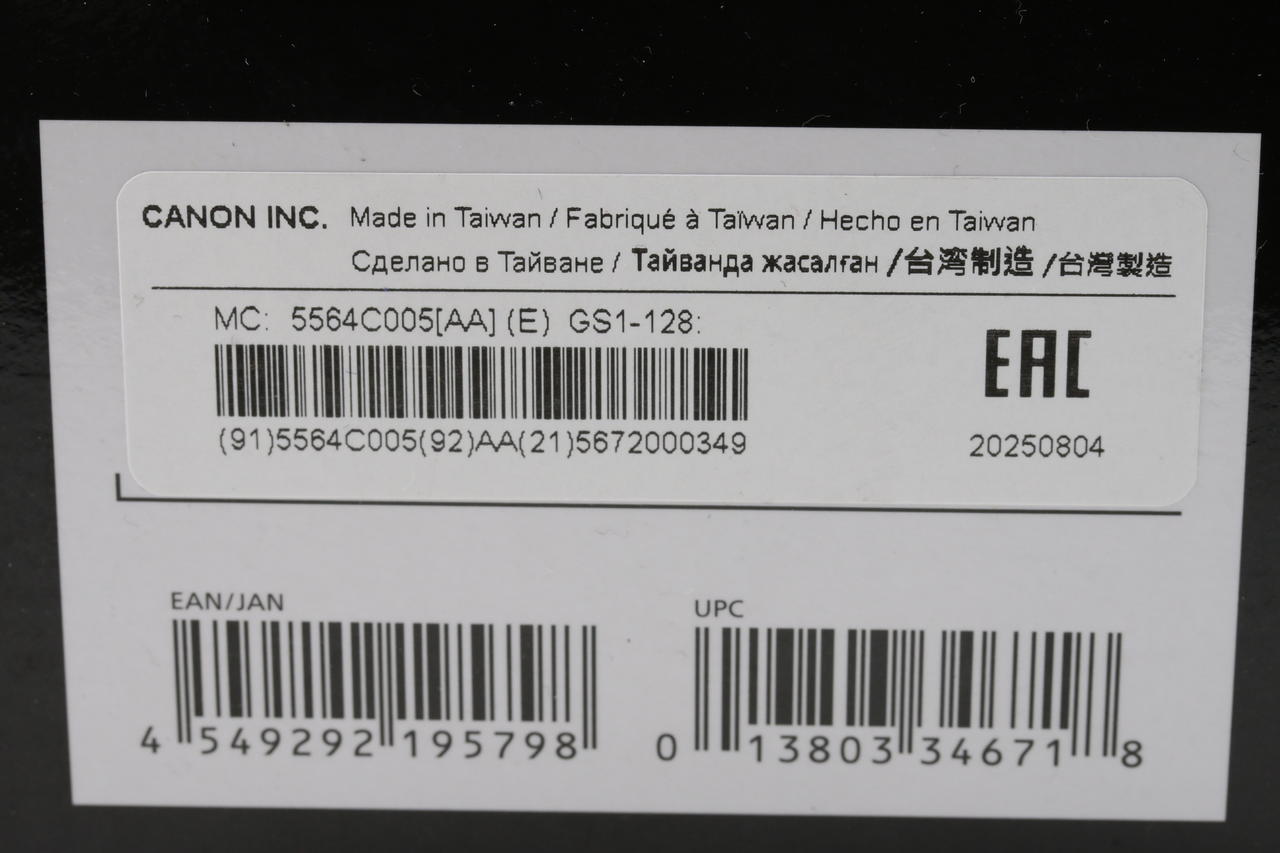 CANON INC. Made in Taiwan / Fabriqué à Taïwan / Hecho en Taiwan
Сделано в Тайване / Тайванда жасалған /台湾制造 /台灣製造
MC: 5564C005[AA] (E) GS1-128:
EAC
(91)5564C005(92)AA(21)5672000349
20250804
EAN/JAN
UPC
4 549292 195798
0 13803 34671 8